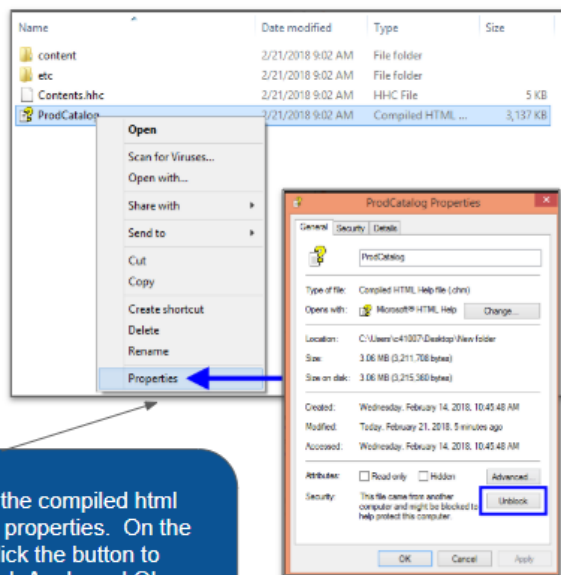 Name Date modified Type Size
content 2/21/2018 9:02 AM File folder
etc 2/21/2018 9:02 AM File folder
Contents.hhc 2/21/2018 9:02 AM HHC File 5 KB
ProdCatalog 2/21/2018 9:02 AM Compiled HTML ... 3,137 KB
Open
Scan for Viruses...
Open with...
Share with
Send to
Cut
Copy
Create shortcut
Delete
Rename
Properties
ProdCatalog Properties
General Security Details
ProdCatalog
Type of file: Compiled HTML Help file (.chm)
Opens with: Microsoft® HTML Help Change...
Location: C:\Users\c41007\Desktop\New folder
Size: 3.06 MB (3,211,708 bytes)
Size on disk: 3.06 MB (3,215,360 bytes)
Created: Wednesday, February 14, 2018, 10:45:48 AM
Modified: Today, February 21, 2018, 5 minutes ago
Accessed: Wednesday, February 14, 2018, 10:45:48 AM
Attributes: Read-only Hidden Advanced...
Security: This file came from another
computer and might be blocked to
help protect this computer.
Unblock
OK Cancel Apply
the compiled html
properties. On the
ick the button to